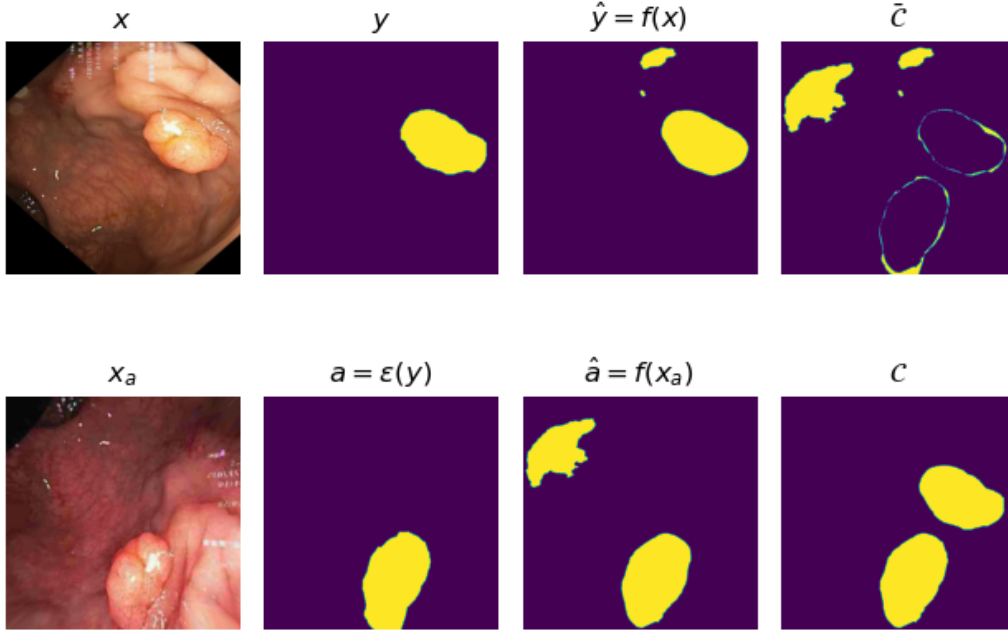 x
y
ŷ = f(x)
𝒞̄
xₐ
a = ε(y)
â = f(xₐ)
𝒞